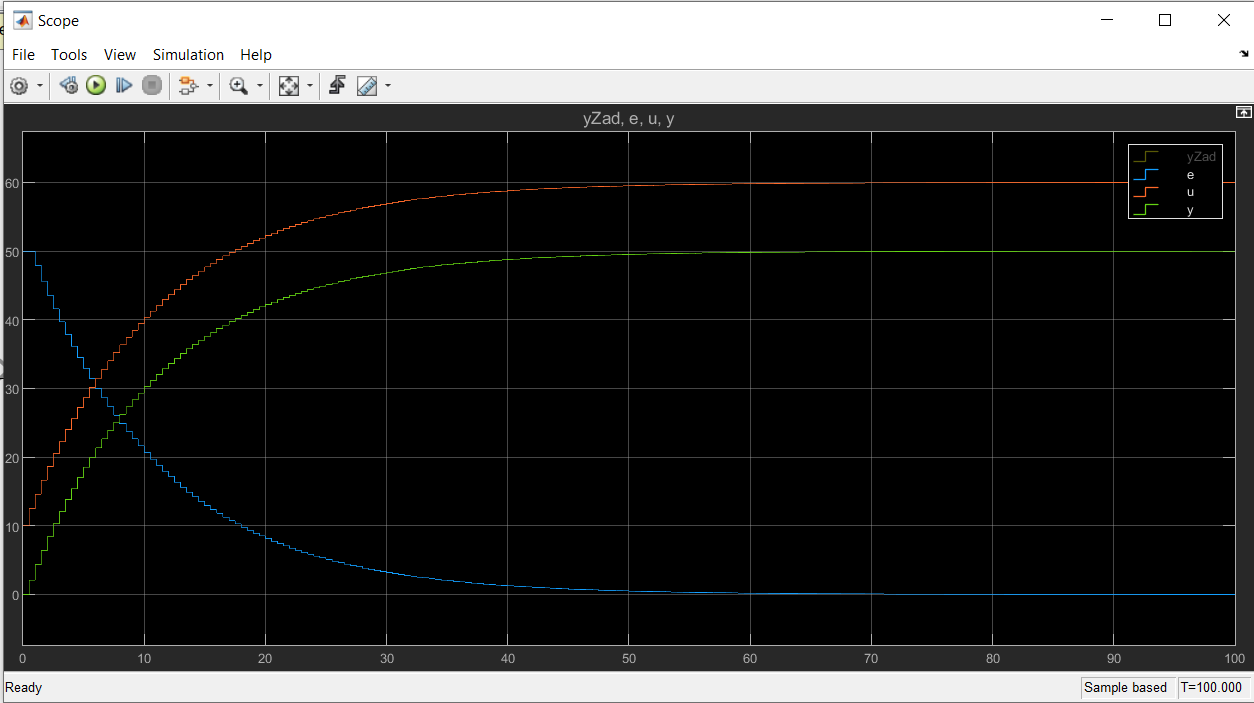 Scope
File Tools View Simulation Help
yZad, e, u, y
yZad
e
u
y
60
50
40
30
20
10
0
0 10 20 30 40 50 60 70 80 90 100
Ready
Sample based T=100.000